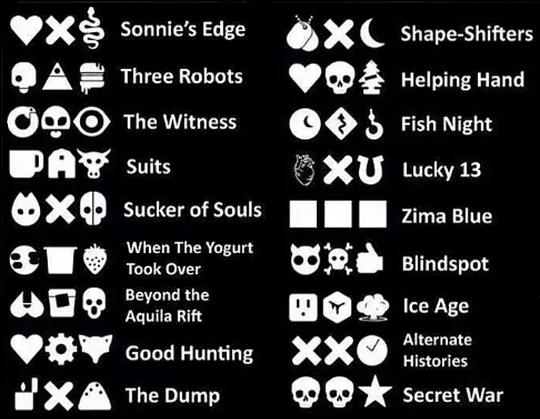 Sonnie's Edge
Three Robots
The Witness
Suits
Sucker of Souls
When The Yogurt
Took Over
Beyond the
Aquila Rift
Good Hunting
The Dump
Shape-Shifters
Helping Hand
Fish Night
Lucky 13
Zima Blue
Blindspot
Ice Age
Alternate
Histories
Secret War